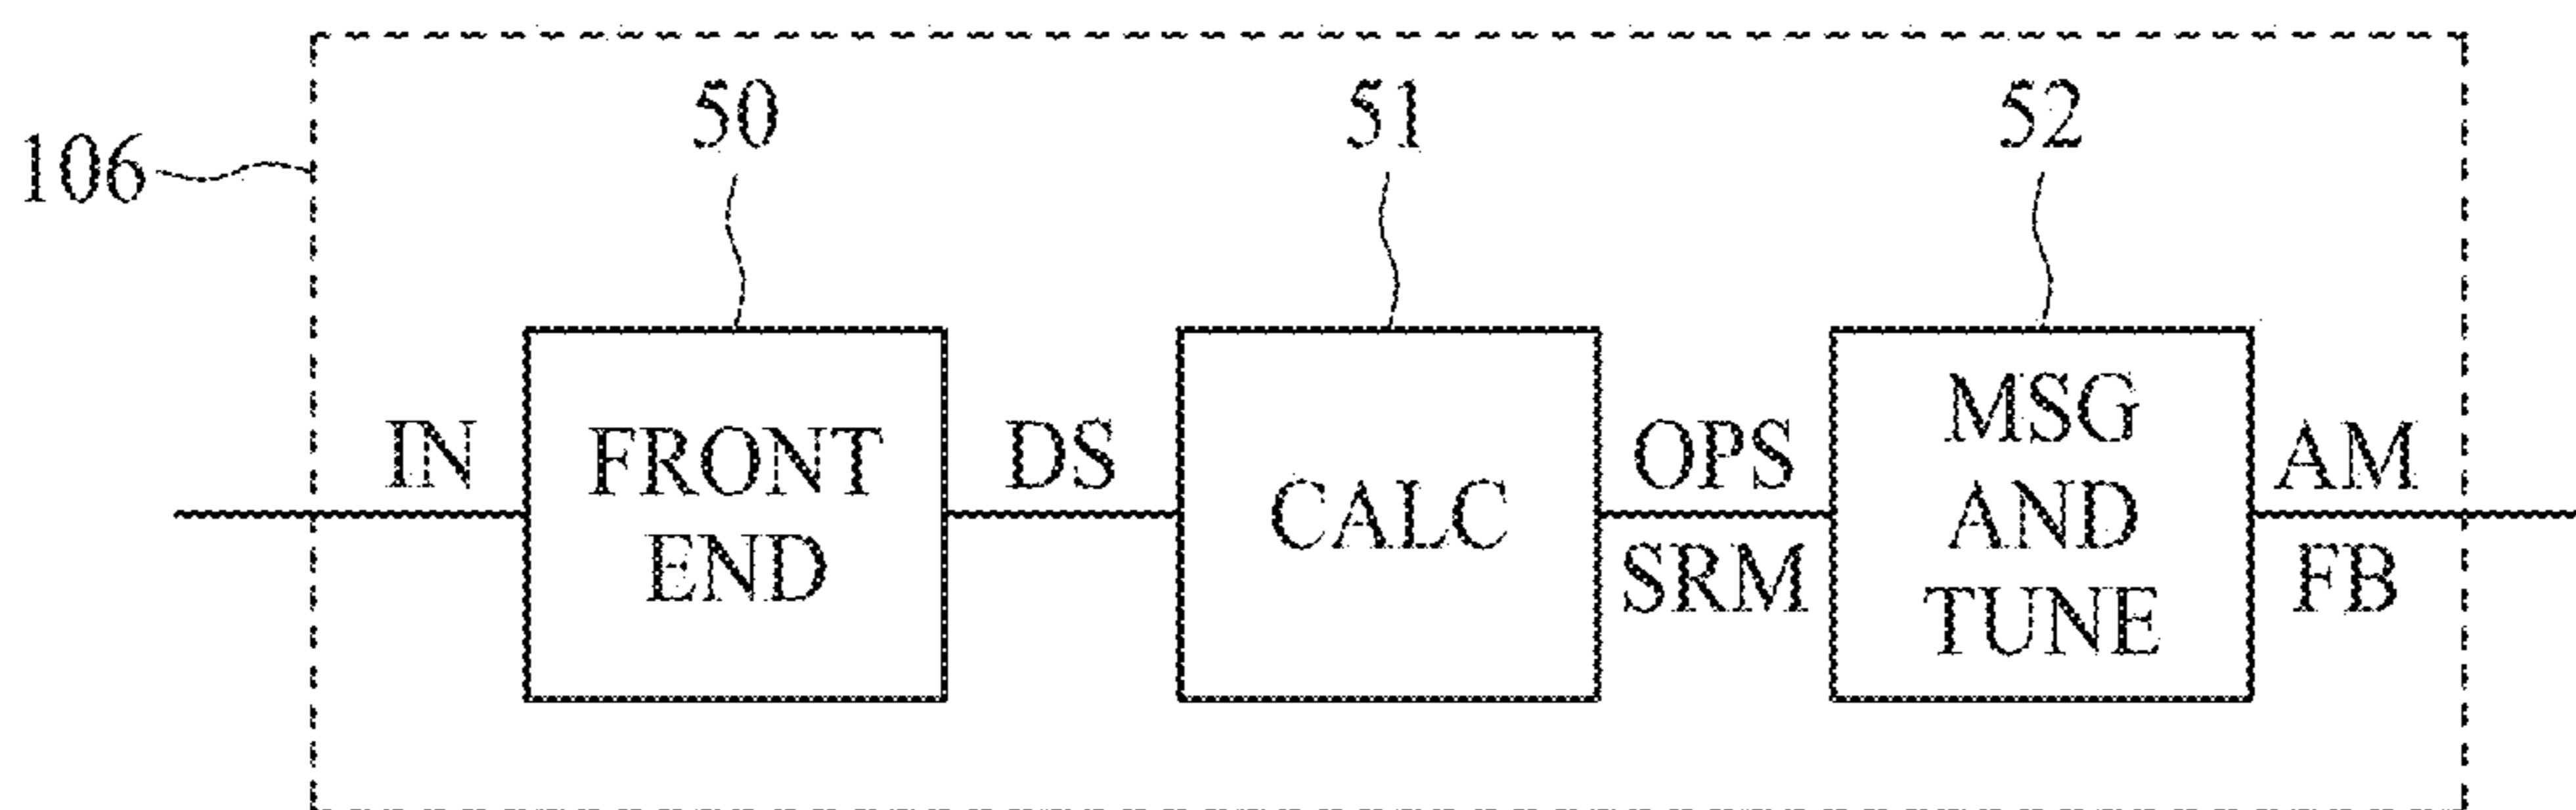 50
51
52
106
IN
FRONT
END
DS
CALC
OPS
SRM
MSG
AND
TUNE
AM
FB